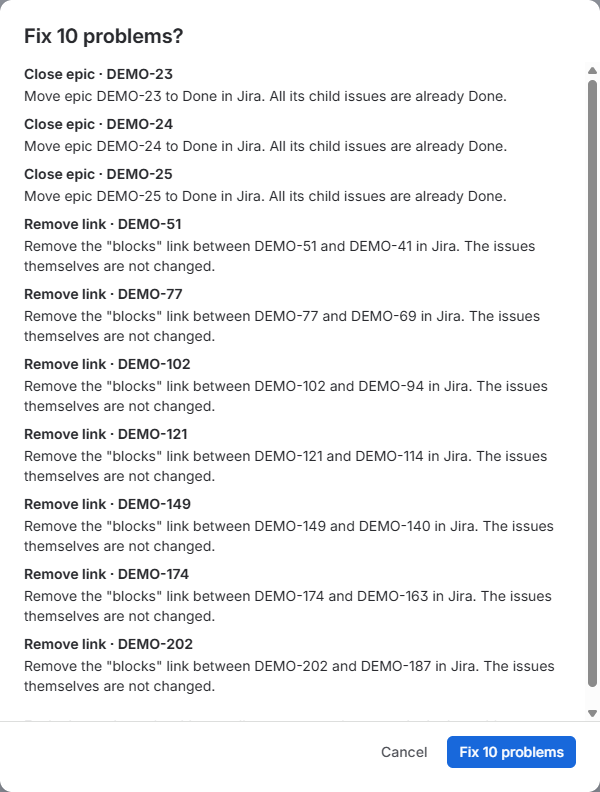 Fix 10 problems?
Close epic · DEMO-23
Move epic DEMO-23 to Done in Jira. All its child issues are already Done.
Close epic · DEMO-24
Move epic DEMO-24 to Done in Jira. All its child issues are already Done.
Close epic · DEMO-25
Move epic DEMO-25 to Done in Jira. All its child issues are already Done.
Remove link · DEMO-51
Remove the "blocks" link between DEMO-51 and DEMO-41 in Jira. The issues
themselves are not changed.
Remove link · DEMO-77
Remove the "blocks" link between DEMO-77 and DEMO-69 in Jira. The issues
themselves are not changed.
Remove link · DEMO-102
Remove the "blocks" link between DEMO-102 and DEMO-94 in Jira. The issues
themselves are not changed.
Remove link · DEMO-121
Remove the "blocks" link between DEMO-121 and DEMO-114 in Jira. The issues
themselves are not changed.
Remove link · DEMO-149
Remove the "blocks" link between DEMO-149 and DEMO-140 in Jira. The issues
themselves are not changed.
Remove link · DEMO-174
Remove the "blocks" link between DEMO-174 and DEMO-163 in Jira. The issues
themselves are not changed.
Remove link · DEMO-202
Remove the "blocks" link between DEMO-202 and DEMO-187 in Jira. The issues
themselves are not changed.
Cancel
Fix 10 problems